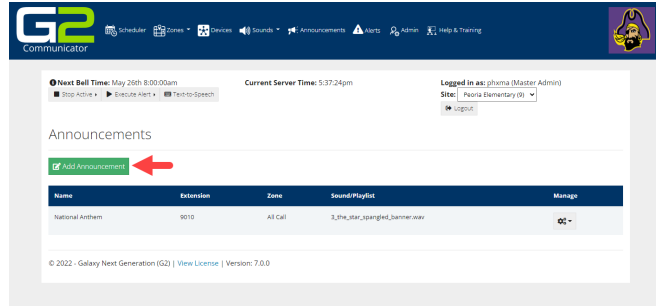 G2
Communicator
Scheduler Zones Devices Sounds Announcements Alerts Admin Help & Training
Next Bell Time: May 26th 8:00:00am Current Server Time: 5:37:24pm Logged in as: phxma (Master Admin)
Stop Active Execute Alert Text-to-Speech Site: Peoria Elementary (9)
Logout
Announcements
Add Announcement
Name Extension Zone Sound/Playlist Manage
National Anthem 9010 All Call 3_the_star_spangled_banner.wav
© 2022 - Galaxy Next Generation (G2) | View License | Version: 7.0.0